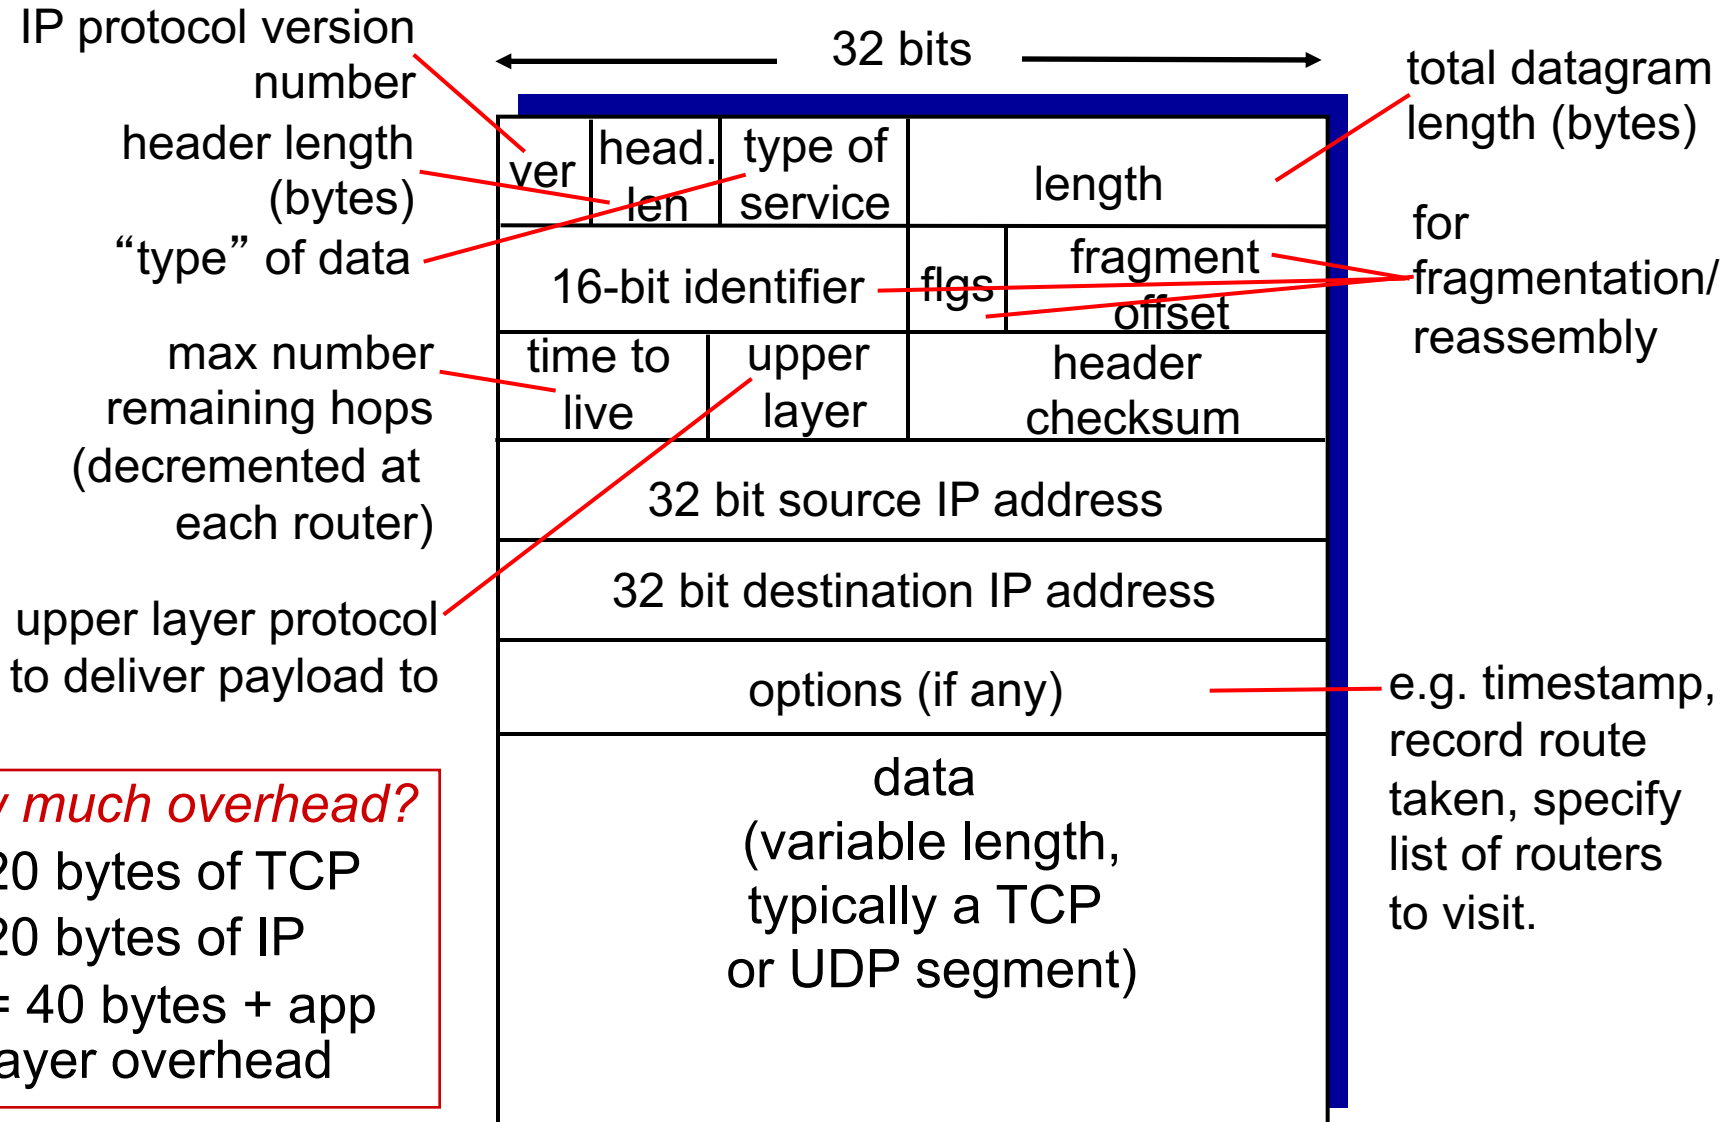 IP protocol version
number
header length
(bytes)
“type” of data
max number
remaining hops
(decremented at
each router)
upper layer protocol
to deliver payload to
much overhead?
20 bytes of TCP
20 bytes of IP
= 40 bytes + app
layer overhead
32 bits
ver
head.
len
type of
service
length
16-bit identifier
flgs
fragment
offset
time to
live
upper
layer
header
checksum
32 bit source IP address
32 bit destination IP address
options (if any)
data
(variable length,
typically a TCP
or UDP segment)
total datagram
length (bytes)
for
fragmentation/
reassembly
e.g. timestamp,
record route
taken, specify
list of routers
to visit.